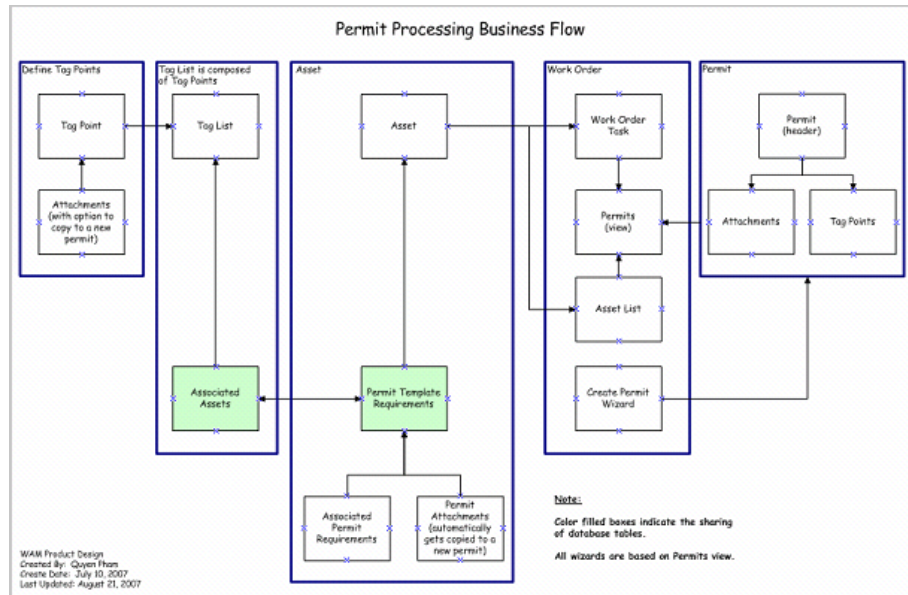 Permit Processing Business Flow
Define Tag Points
Tag List is composed
of Tag Points
Asset
Work Order
Permit
Tag Point
Tag List
Asset
Work Order
Task
Permit
(header)
Attachments
(with option to
copy to a new
permit)
Permits
(view)
Attachments
Tag Points
Asset List
Associated
Assets
Permit Template
Requirements
Create Permit
Wizard
Associated
Permit
Requirements
Permit
Attachments
(automatically
gets copied to a
new permit)
Note:
Color filled boxes indicate the sharing
of database tables.
All wizards are based on Permits view.
WAM Product Design
Created By: Quyen Pham
Create Date: July 10, 2007
Last Updated: August 21, 2007